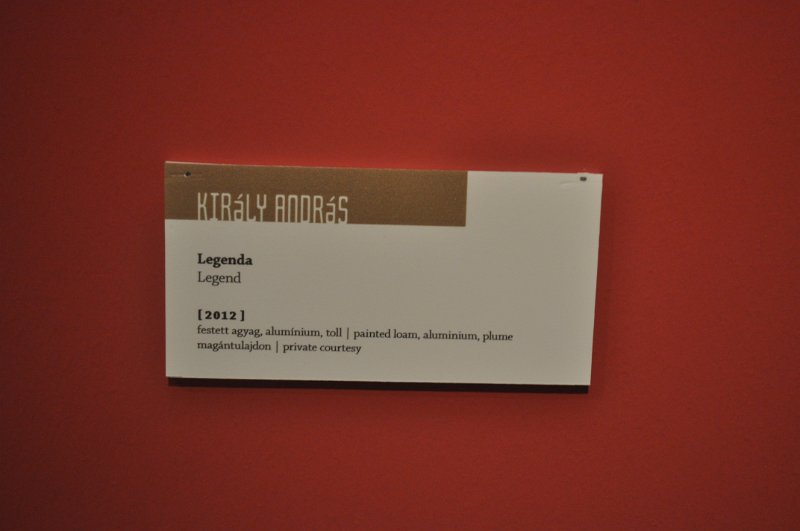 KIRáLY ANDRáS
Legenda
Legend
[2012]
festett agyag, alumínium, toll | painted loam, aluminium, plume
magántulajdon | private courtesy